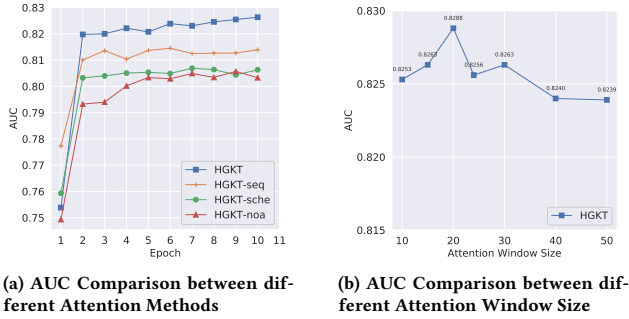 0.83
0.82
0.81
0.80
0.79
0.78
0.77
0.76
0.75
AUC
1 2 3 4 5 6 7 8 9 10 11
Epoch
HGKT
HGKT-seq
HGKT-sche
HGKT-noa
(a) AUC Comparison between dif-
ferent Attention Methods
0.830
0.825
0.820
0.815
AUC
0.8253
0.8263
0.8288
0.8256
0.8263
0.8240
0.8239
10 20 30 40 50
Attention Window Size
HGKT
(b) AUC Comparison between dif-
ferent Attention Window Size